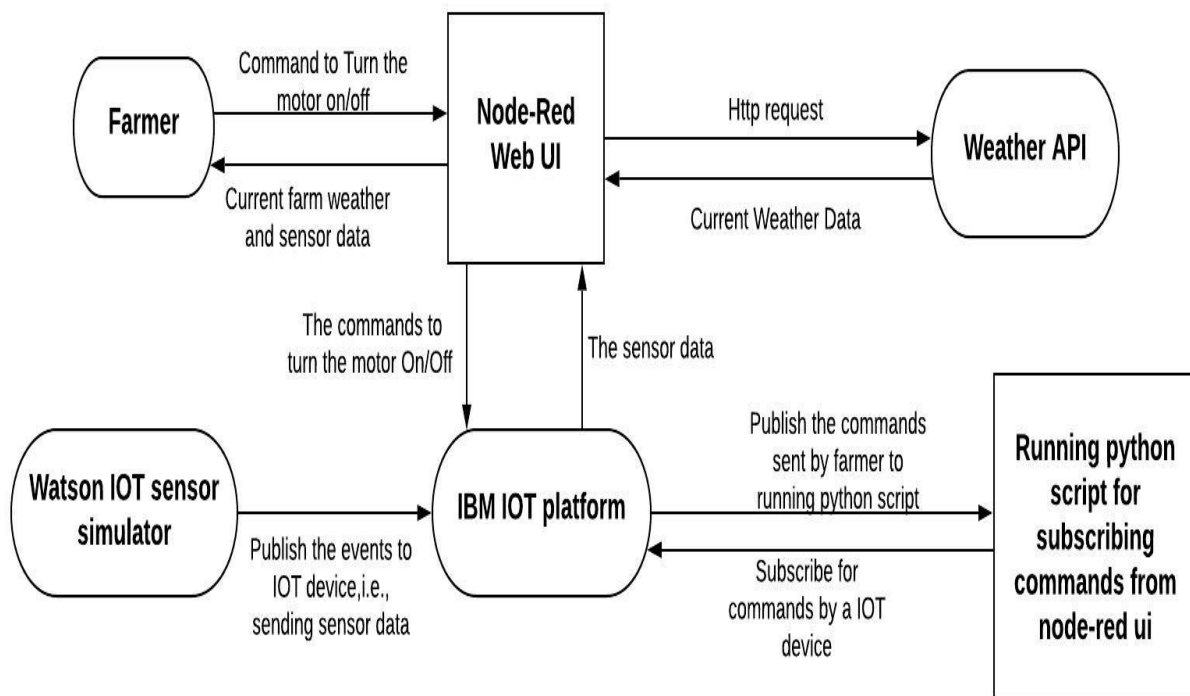 Farmer
Command to Turn the
motor on/off
Current farm weather
and sensor data
Node-Red
Web UI
Http request
Current Weather Data
Weather API
The commands to
turn the motor On/Off
The sensor data
Watson IOT sensor
simulator
Publish the events to
IOT device,i.e.,
sending sensor data
IBM IOT platform
Publish the commands
sent by farmer to
running python script
Subscribe for
commands by a IOT
device
Running python
script for
subscribing
commands from
node-red ui